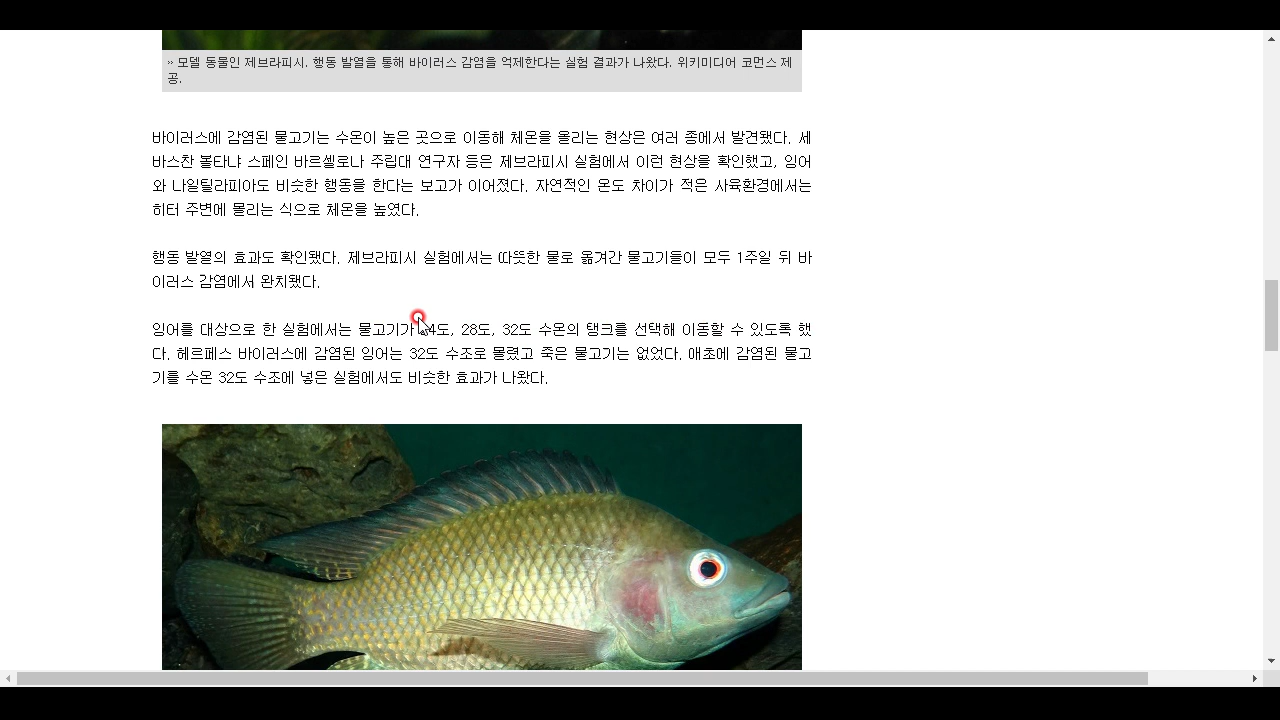 » 모델 동물인 제브라피시. 행동 발열을 통해 바이러스 감염을 억제한다는 실험 결과가 나왔다. 위키미디어 코먼스 제
공.
바이러스에 감염된 물고기는 수온이 높은 곳으로 이동해 체온을 올리는 현상은 여러 종에서 발견됐다. 세
바스찬 볼타냐 스페인 바르셀로나 주립대 연구자 등은 제브라피시 실험에서 이런 현상을 확인했고, 잉어
와 나일틸라피아도 비슷한 행동을 한다는 보고가 이어졌다. 자연적인 온도 차이가 적은 사육환경에서는
히터 주변에 몰리는 식으로 체온을 높였다.
행동 발열의 효과도 확인됐다. 제브라피시 실험에서는 따뜻한 물로 옮겨간 물고기들이 모두 1주일 뒤 바
이러스 감염에서 완치됐다.
잉어를 대상으로 한 실험에서는 물고기가 4도, 28도, 32도 수온의 탱크를 선택해 이동할 수 있도록 했
다. 헤르페스 바이러스에 감염된 잉어는 32도 수조로 몰렸고 죽은 물고기는 없었다. 애초에 감염된 물고
기를 수온 32도 수조에 넣은 실험에서도 비슷한 효과가 나왔다.